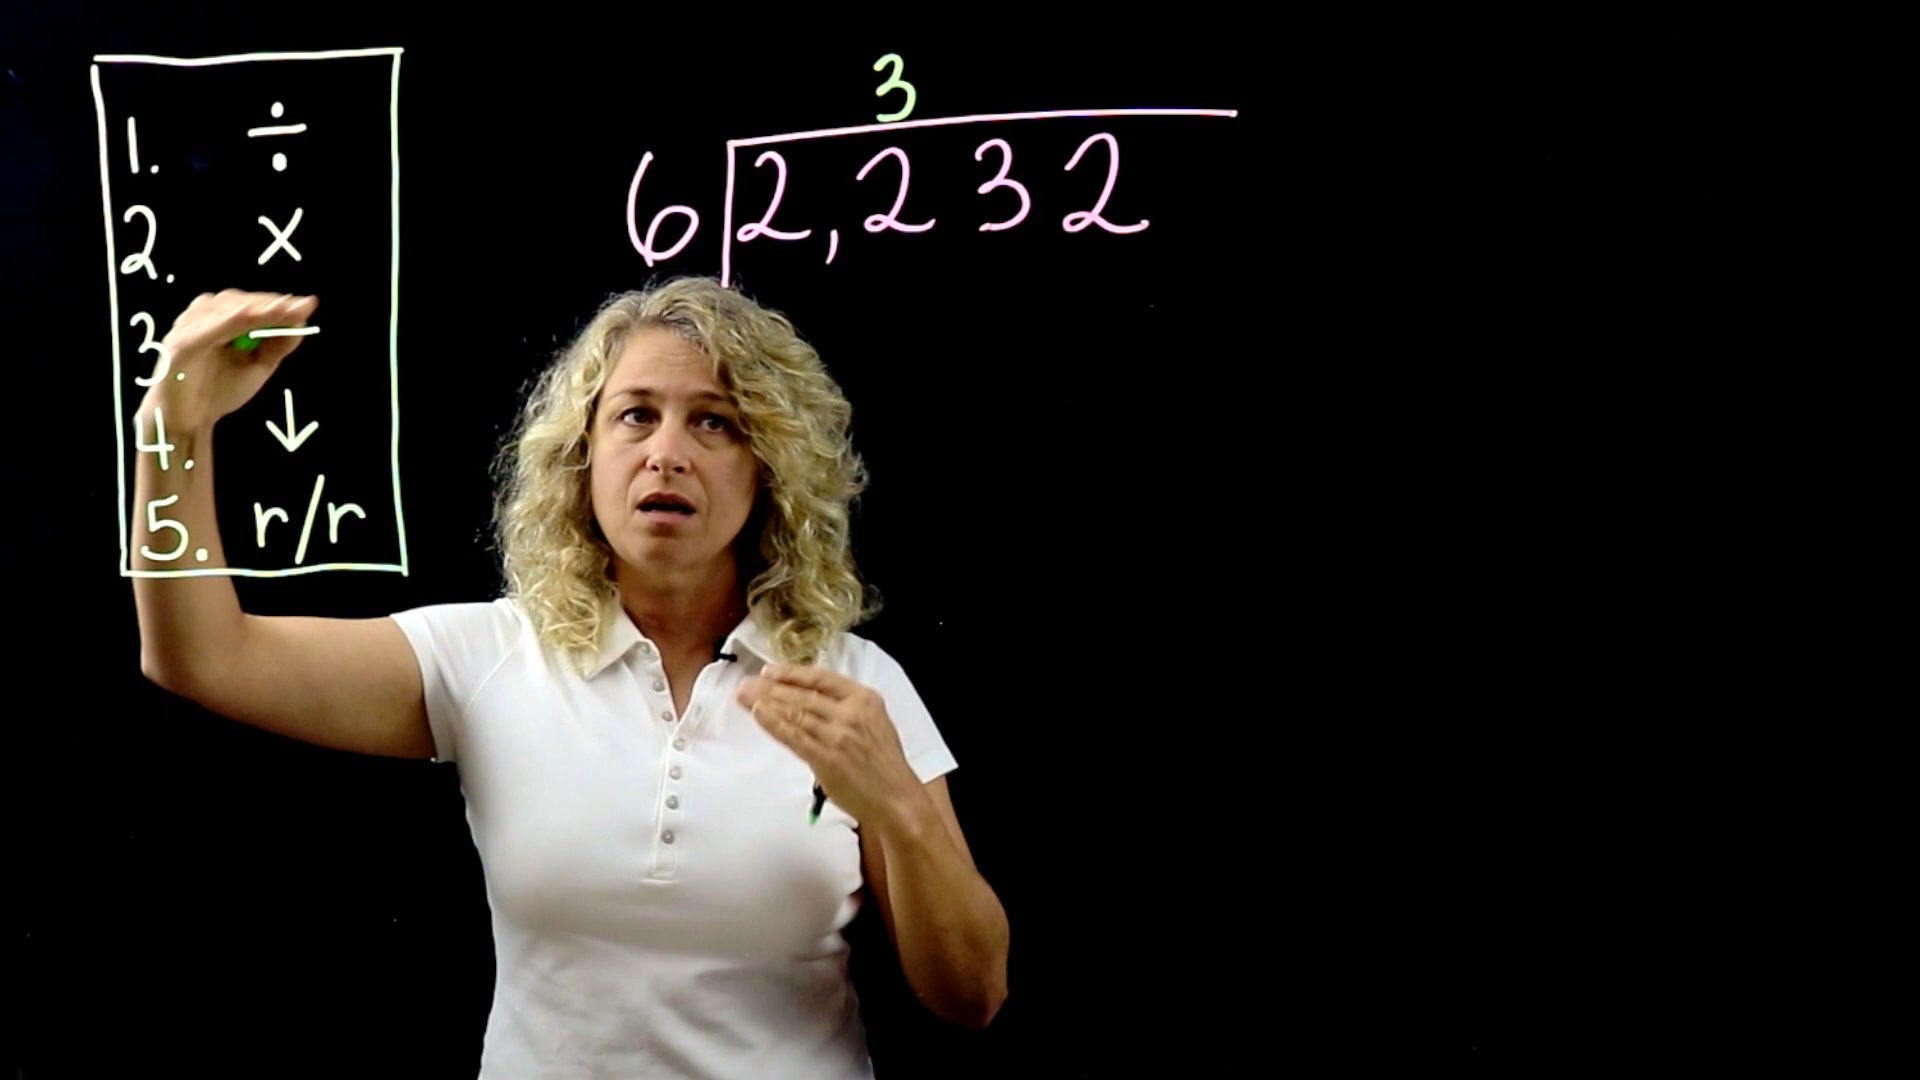 1. ÷
2. x
3. –
4. ↓
5. r/r
3
6 2,232